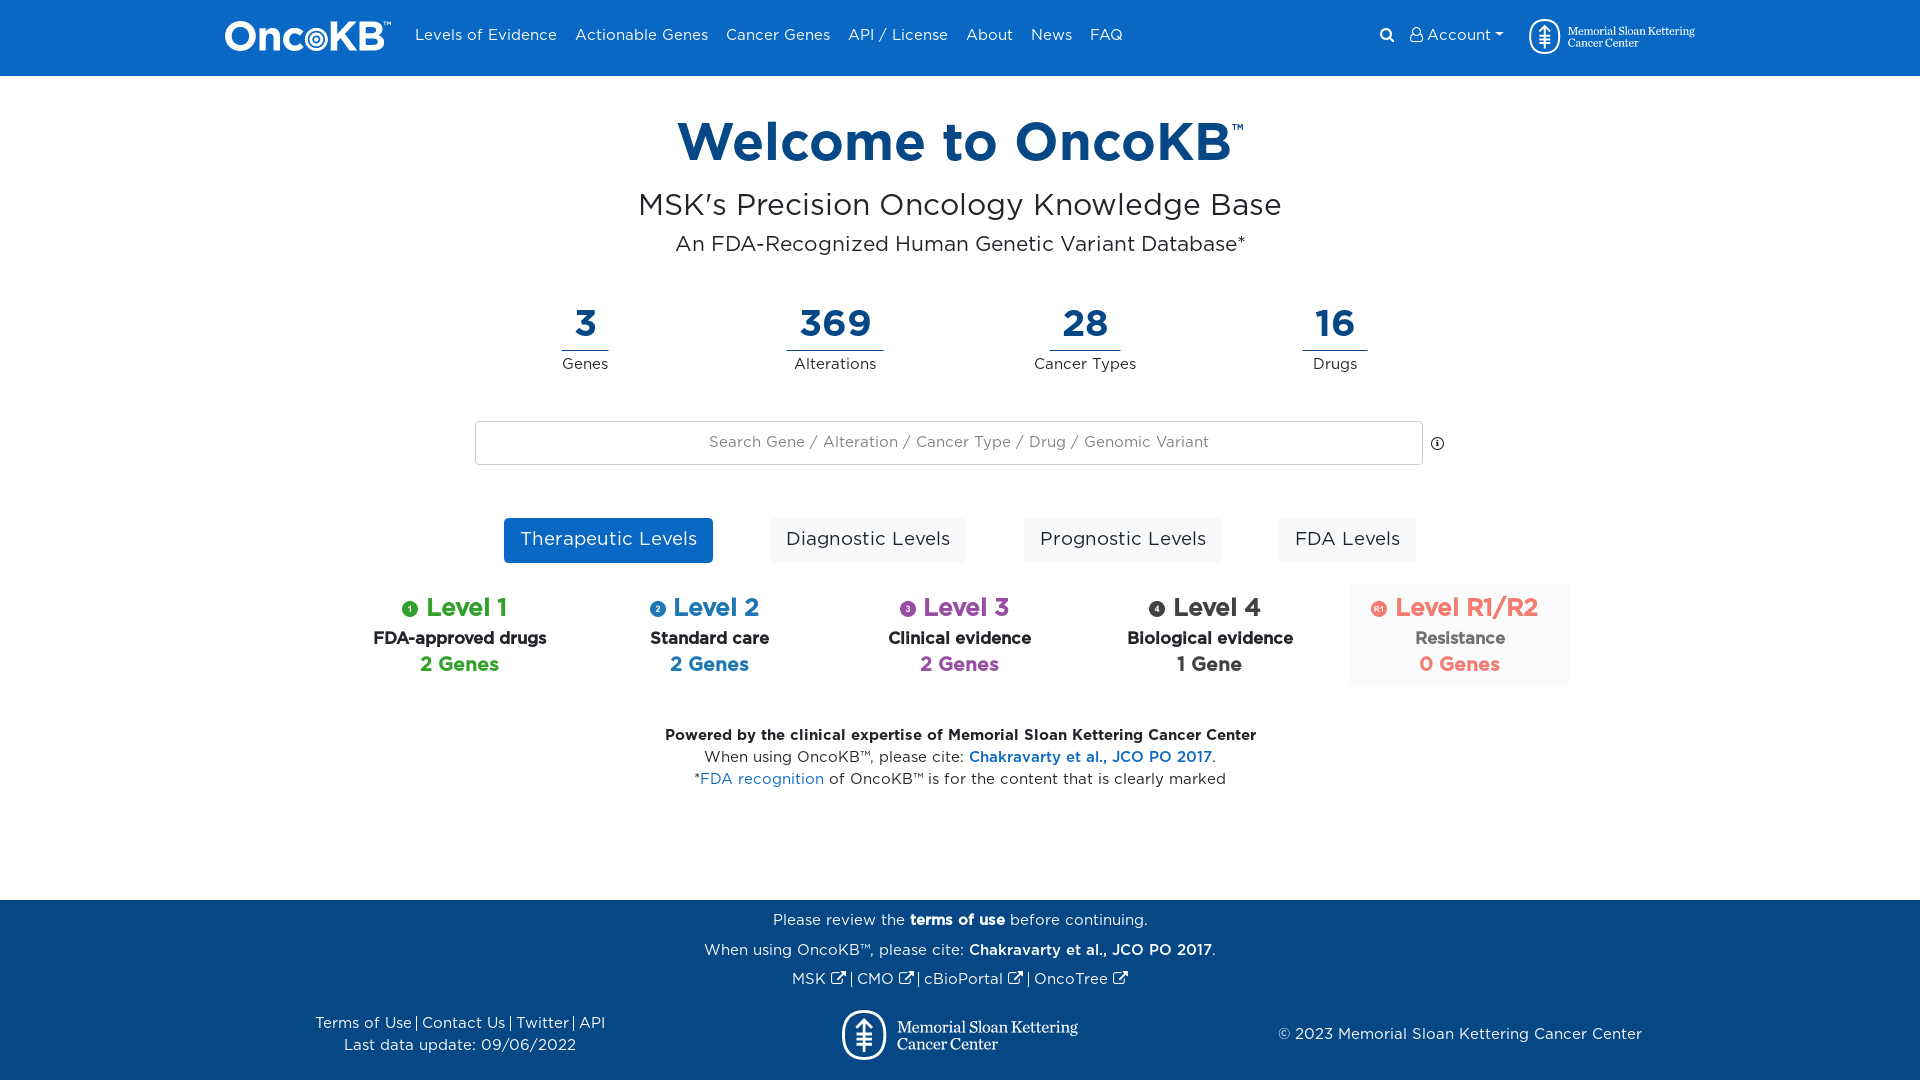 OncoKB™ Levels of Evidence Actionable Genes Cancer Genes API / License About News FAQ Account Memorial Sloan Kettering
Cancer Center
Welcome to OncoKB™
MSK's Precision Oncology Knowledge Base
An FDA-Recognized Human Genetic Variant Database*
3 369 28 16
Genes Alterations Cancer Types Drugs
Search Gene / Alteration / Cancer Type / Drug / Genomic Variant
Therapeutic Levels Diagnostic Levels Prognostic Levels FDA Levels
1 Level 1 2 Level 2 3 Level 3 4 Level 4 R1 Level R1/R2
FDA-approved drugs Standard care Clinical evidence Biological evidence Resistance
2 Genes 2 Genes 2 Genes 1 Gene 0 Genes
Powered by the clinical expertise of Memorial Sloan Kettering Cancer Center
When using OncoKB™, please cite: Chakravarty et al., JCO PO 2017.
*FDA recognition of OncoKB™ is for the content that is clearly marked
Please review the terms of use before continuing.
When using OncoKB™, please cite: Chakravarty et al., JCO PO 2017.
MSK | CMO | cBioPortal | OncoTree
Terms of Use | Contact Us | Twitter | API
Last data update: 09/06/2022
Memorial Sloan Kettering
Cancer Center
© 2023 Memorial Sloan Kettering Cancer Center